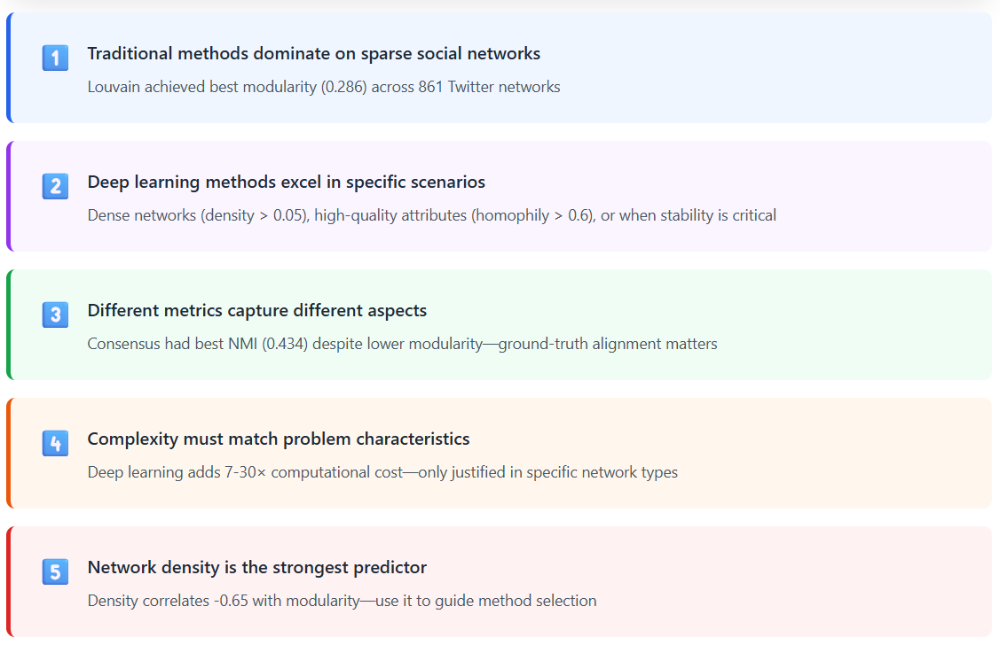 1
Traditional methods dominate on sparse social networks
Louvain achieved best modularity (0.286) across 861 Twitter networks
2
Deep learning methods excel in specific scenarios
Dense networks (density > 0.05), high-quality attributes (homophily > 0.6), or when stability is critical
3
Different metrics capture different aspects
Consensus had best NMI (0.434) despite lower modularity—ground-truth alignment matters
4
Complexity must match problem characteristics
Deep learning adds 7-30× computational cost—only justified in specific network types
5
Network density is the strongest predictor
Density correlates -0.65 with modularity—use it to guide method selection